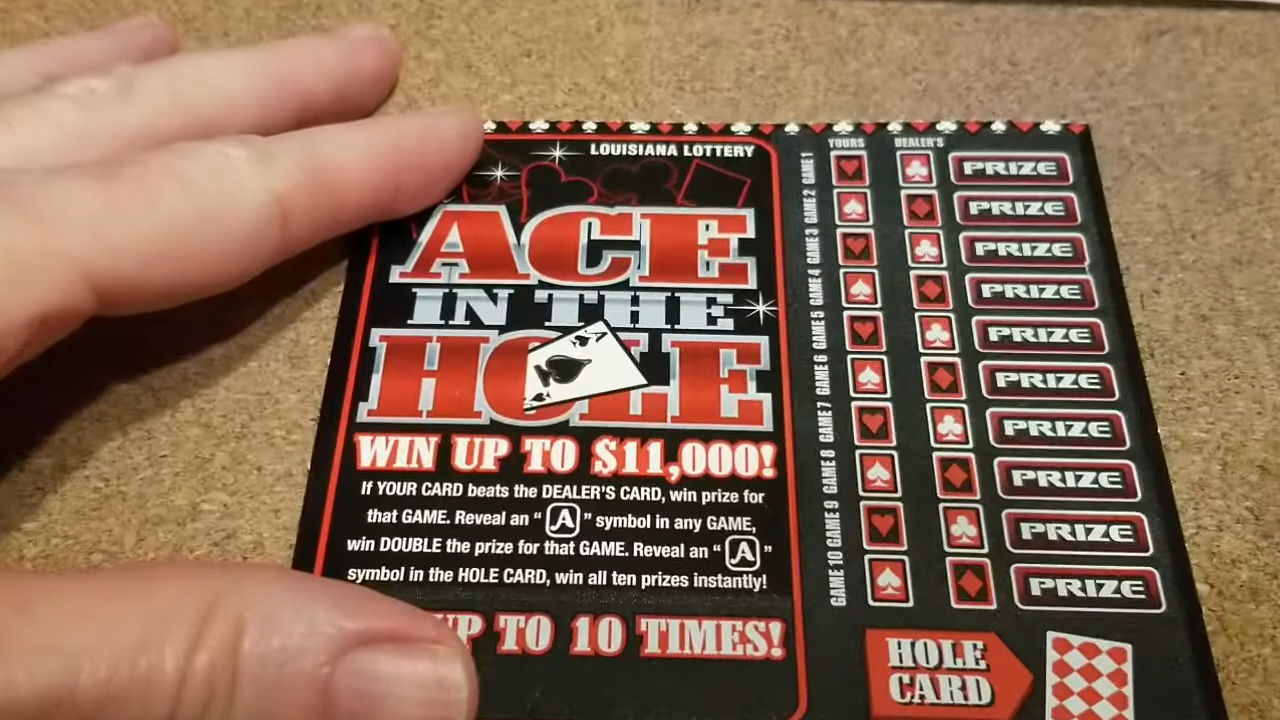 LOUISIANA LOTTERY
ACE
IN THE
HOLE
A
WIN UP TO $11,000!
If YOUR CARD beats the DEALER'S CARD, win prize for
that GAME. Reveal an “ A ” symbol in any GAME,
win DOUBLE the prize for that GAME. Reveal an “ A ”
symbol in the HOLE CARD, win all ten prizes instantly!
UP TO 10 TIMES!
YOURS DEALER'S
GAME 1 PRIZE
GAME 2 PRIZE
GAME 3 PRIZE
GAME 4 PRIZE
GAME 5 PRIZE
GAME 6 PRIZE
GAME 7 PRIZE
GAME 8 PRIZE
GAME 9 PRIZE
GAME 10 PRIZE
HOLE
CARD